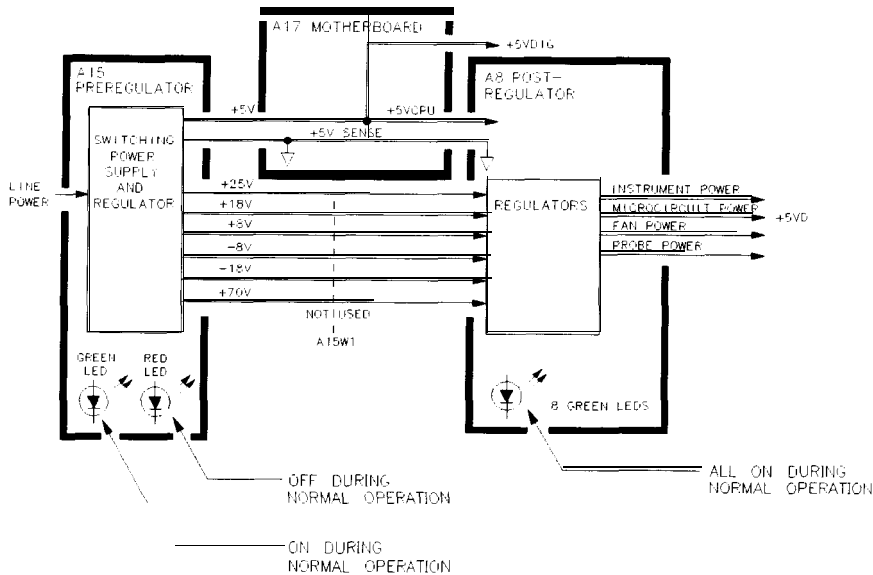 A17 MOTHERBOARD
+5VDIG
A15
PREREGULATOR
A8 POST-
REGULATOR
+5V
+5VCPU
+5V SENSE
SWITCHING
POWER
SUPPLY
AND
REGULATOR
LINE
POWER
+25V
+18V
+8V
-8V
-18V
+70V
NOT USED
A15W1
REGULATORS
INSTRUMENT POWER
MICROCIRCUIT POWER
+5VD
FAN POWER
PROBE POWER
GREEN
LED
RED
LED
8 GREEN LEDS
OFF DURING
NORMAL OPERATION
ALL ON DURING
NORMAL OPERATION
ON DURING
NORMAL OPERATION